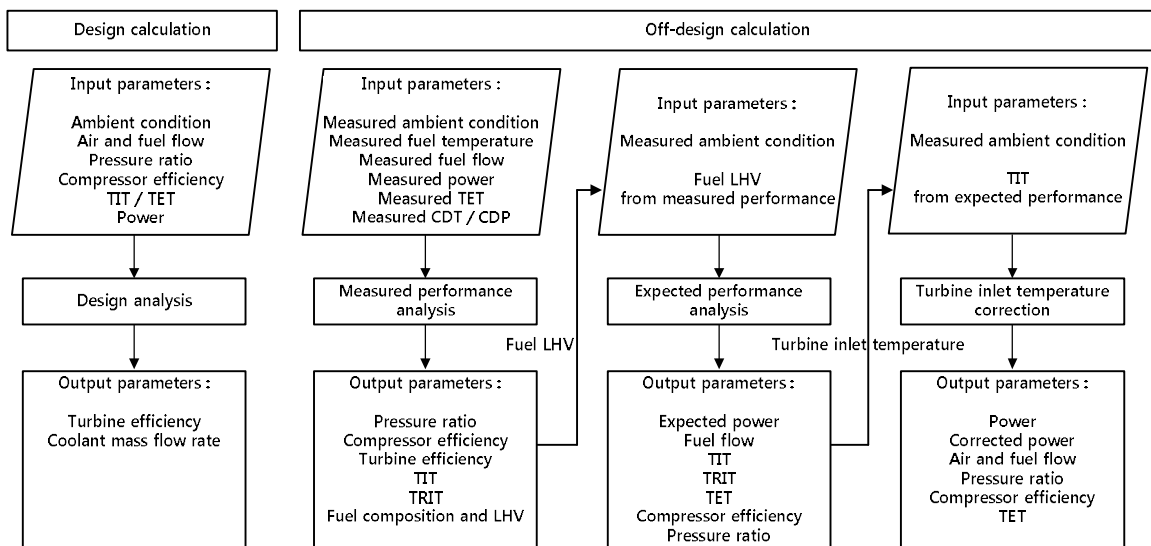 Design calculation
Off-design calculation
Input parameters :
Ambient condition
Air and fuel flow
Pressure ratio
Compressor efficiency
TIT / TET
Power
Design analysis
Output parameters :
Turbine efficiency
Coolant mass flow rate
Input parameters :
Measured ambient condition
Measured fuel temperature
Measured fuel flow
Measured power
Measured TET
Measured CDT / CDP
Measured performance
analysis
Fuel LHV
Output parameters :
Pressure ratio
Compressor efficiency
Turbine efficiency
TIT
TRIT
Fuel composition and LHV
Input parameters :
Measured ambient condition
Fuel LHV
from measured performance
Expected performance
analysis
Turbine inlet temperature
Output parameters :
Expected power
Fuel flow
TIT
TRIT
TET
Compressor efficiency
Pressure ratio
Input parameters :
Measured ambient condition
TIT
from expected performance
Turbine inlet temperature
correction
Output parameters :
Power
Corrected power
Air and fuel flow
Pressure ratio
Compressor efficiency
TET